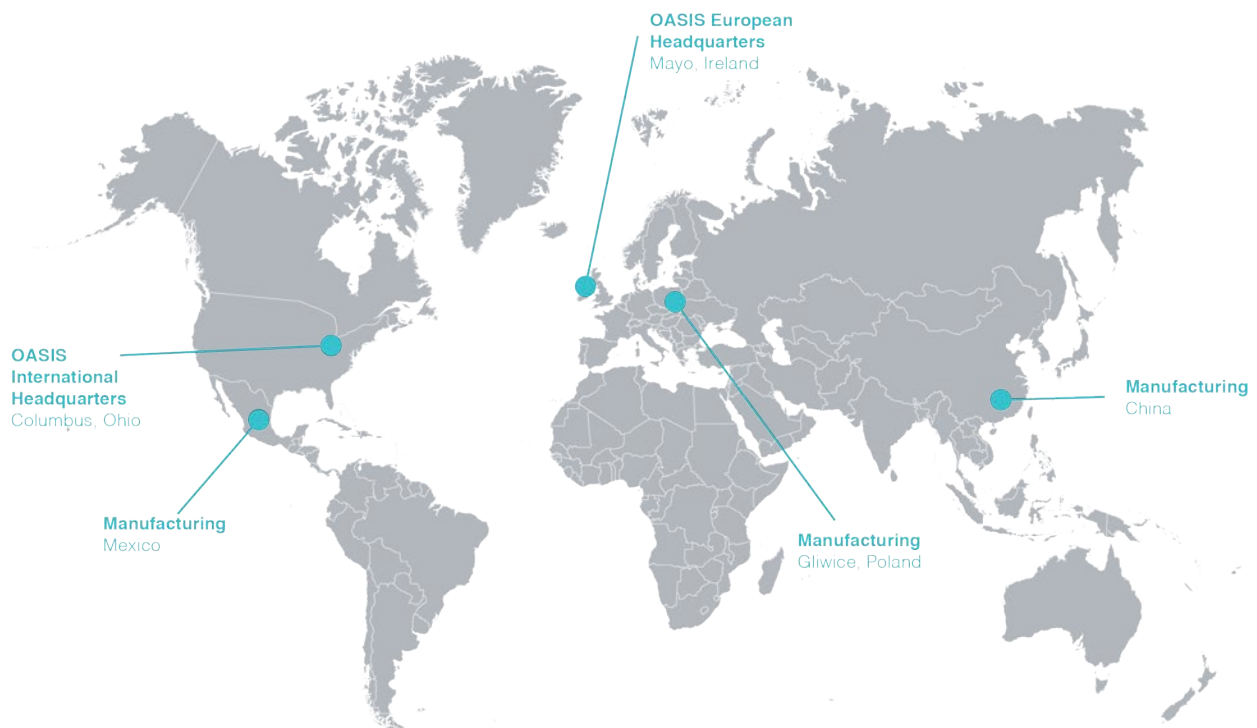 OASIS European
Headquarters
Mayo, Ireland
OASIS
International
Headquarters
Columbus, Ohio
Manufacturing
China
Manufacturing
Mexico
Manufacturing
Gliwice, Poland